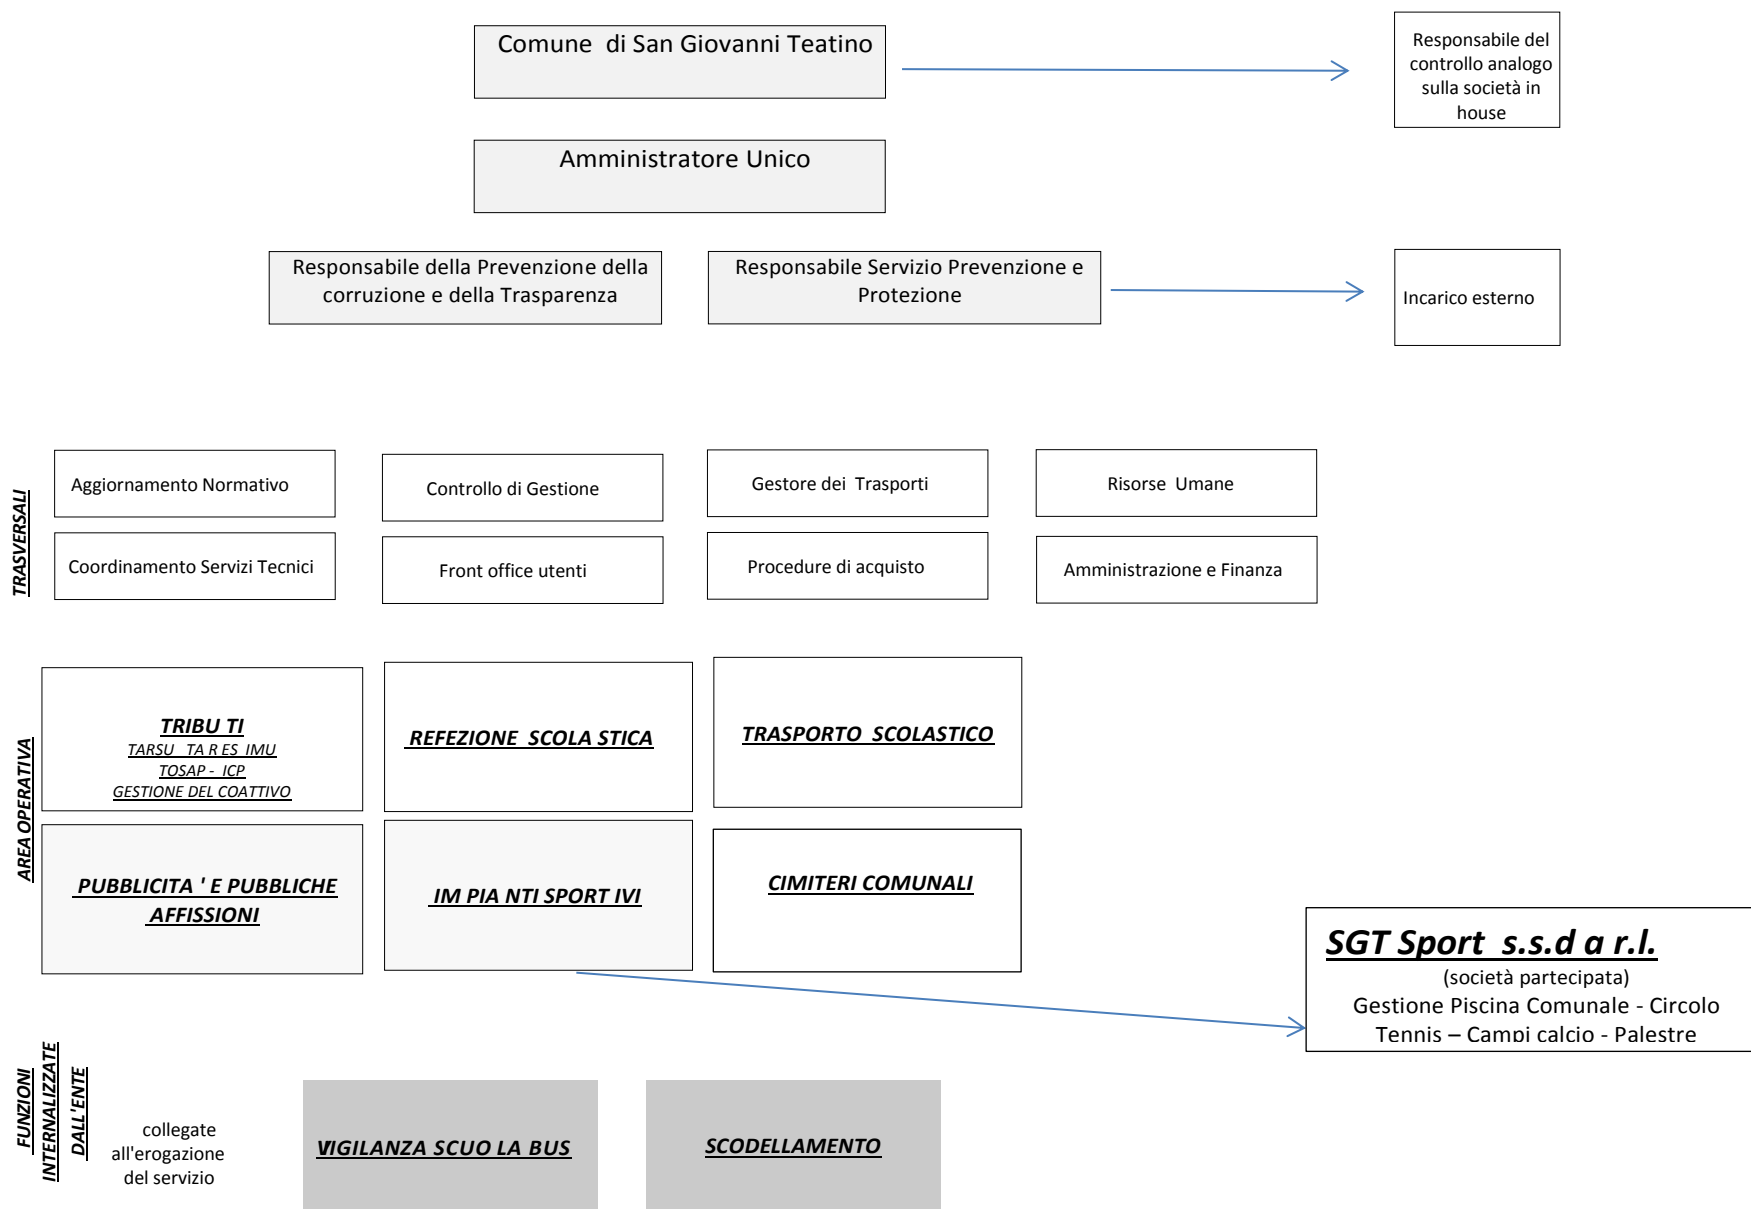 Comune di San Giovanni Teatino
Responsabile del
controllo analogo
sulla società in
house
Amministratore Unico
Responsabile della Prevenzione della
corruzione e della Trasparenza
Responsabile Servizio Prevenzione e
Protezione
Incarico esterno
TRASVERSALI
Aggiornamento Normativo
Controllo di Gestione
Gestore dei Trasporti
Risorse Umane
Coordinamento Servizi Tecnici
Front office utenti
Procedure di acquisto
Amministrazione e Finanza
AREA OPERATIVA
TRIBU TI
TARSU TA R ES IMU
TOSAP - ICP
GESTIONE DEL COATTIVO
REFEZIONE SCOLA STICA
TRASPORTO SCOLASTICO
PUBBLICITA ' E PUBBLICHE
AFFISSIONI
IM PIA NTI SPORT IVI
CIMITERI COMUNALI
SGT Sport s.s.d a r.l.
(società partecipata)
Gestione Piscina Comunale - Circolo
Tennis – Campi calcio - Palestre
FUNZIONI
INTERNALIZZATE
DALL'ENTE
collegate
all'erogazione
del servizio
VIGILANZA SCUO LA BUS
SCODELLAMENTO